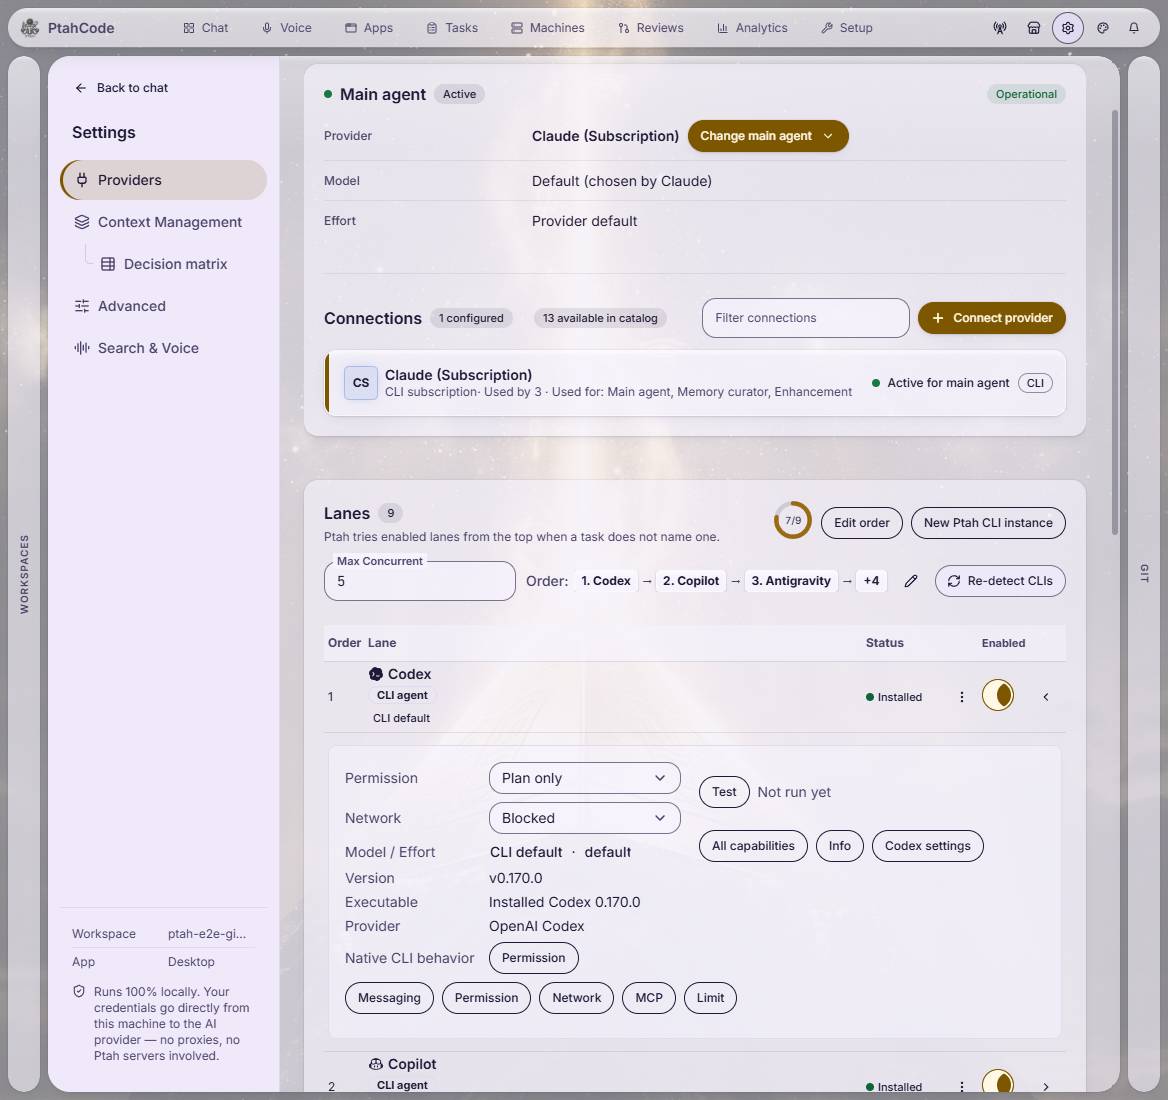 PtahCode
Chat
Voice
Apps
Tasks
Machines
Reviews
Analytics
Setup
WORKSPACES
Back to chat
Settings
Providers
Context Management
Decision matrix
Advanced
Search & Voice
Workspace ptah-e2e-gi...
App Desktop
Runs 100% locally. Your
credentials go directly from
this machine to the AI
provider — no proxies, no
Ptah servers involved.
Main agent Active Operational
Provider Claude (Subscription) Change main agent
Model Default (chosen by Claude)
Effort Provider default
Connections 1 configured 13 available in catalog Filter connections + Connect provider
CS Claude (Subscription)
CLI subscription· Used by 3 · Used for: Main agent, Memory curator, Enhancement
Active for main agent CLI
Lanes 9
Ptah tries enabled lanes from the top when a task does not name one.
7/9 Edit order New Ptah CLI instance
Max Concurrent
5
Order: 1. Codex → 2. Copilot → 3. Antigravity → +4 Re-detect CLIs
Order Lane Status Enabled
1 Codex
CLI agent
CLI default
Installed
Permission Plan only
Network Blocked
Model / Effort CLI default · default
Version v0.170.0
Executable Installed Codex 0.170.0
Provider OpenAI Codex
Native CLI behavior Permission
Messaging Permission Network MCP Limit
Test Not run yet
All capabilities Info Codex settings
2 Copilot
CLI agent
Installed
GIT